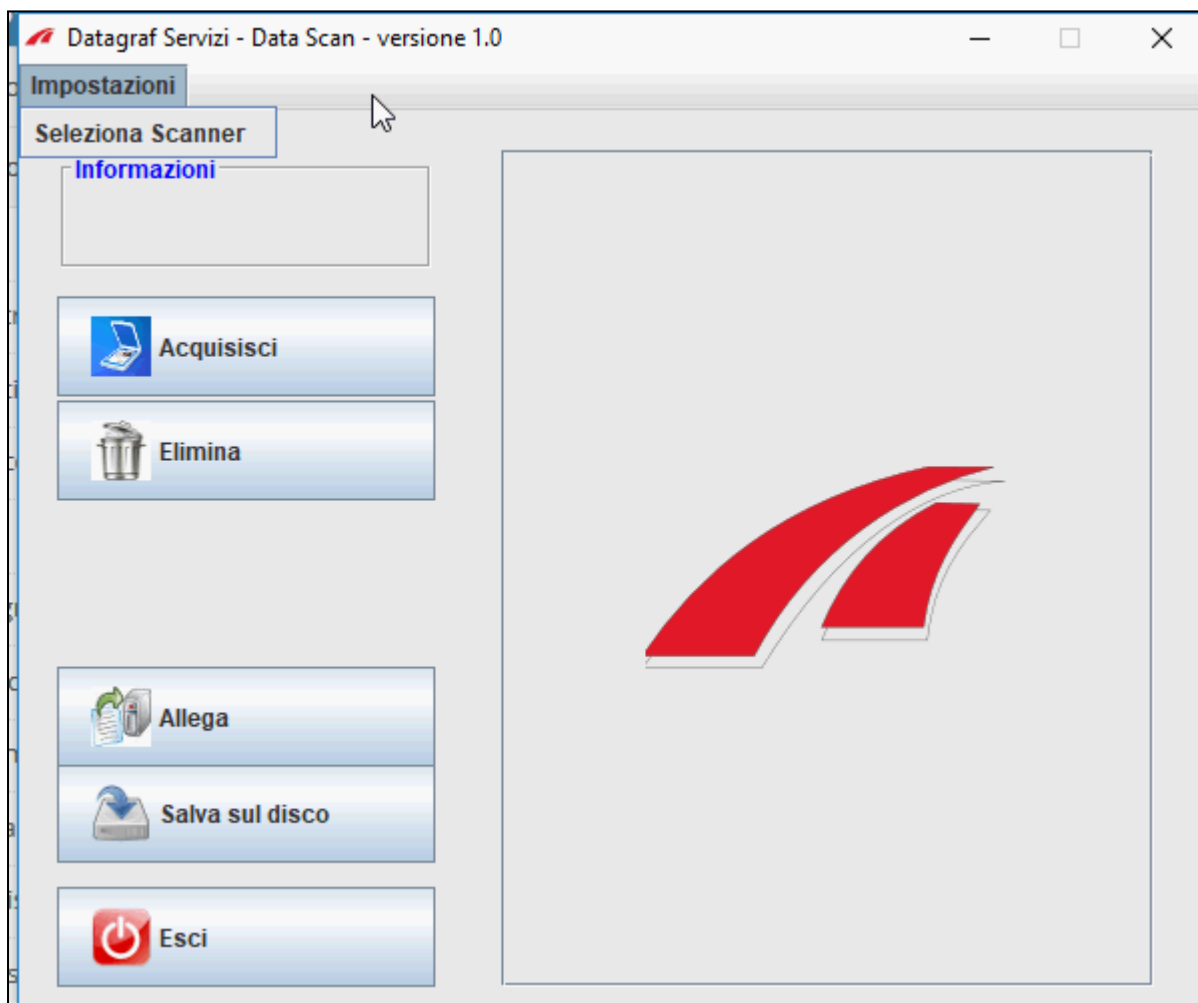 Datagraf Servizi - Data Scan - versione 1.0
Impostazioni
Seleziona Scanner
Informazioni
Acquisisci
Elimina
Allega
Salva sul disco
Esci